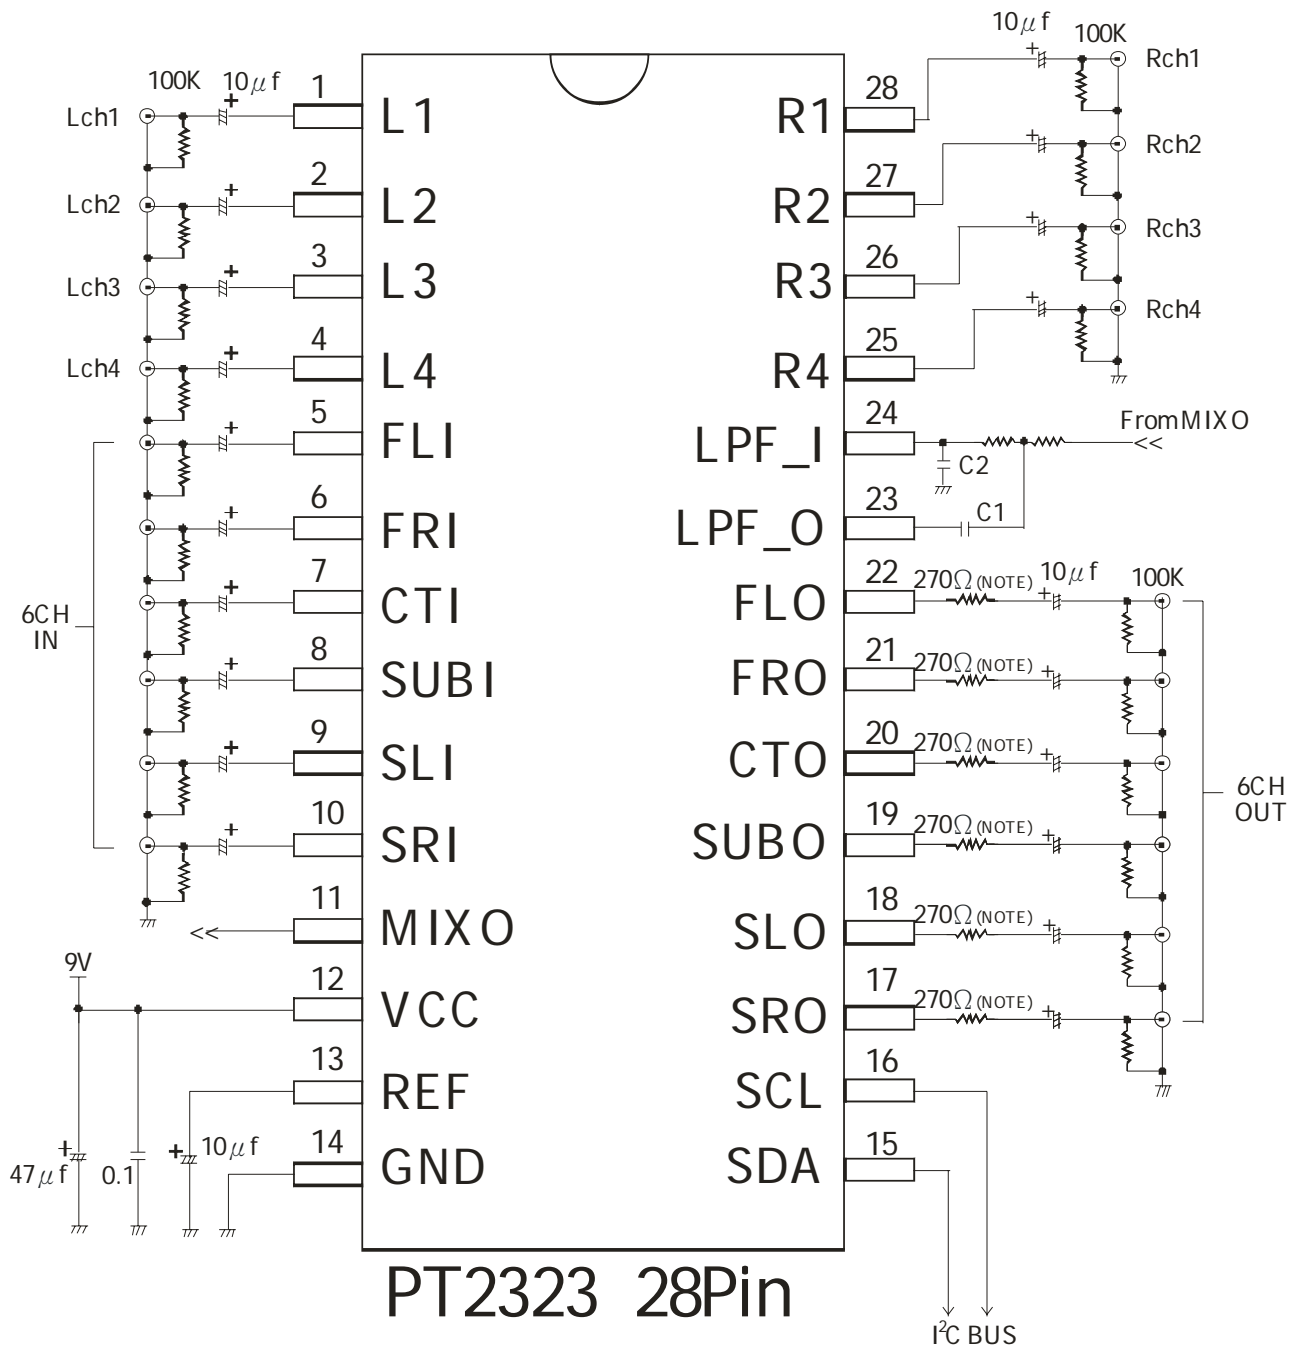 100K 10μf
Lch1
Lch2
Lch3
Lch4
6CH
IN
1 L1
2 L2
3 L3
4 L4
5 FLI
6 FRI
7 CTI
8 SUBI
9 SLI
10 SRI
11 MIXO
12 VCC
13 REF
14 GND
+
+
+
+
+
+
+
+
+
+
9V
+
47μf
0.1
+
10μf
10μf 100K
+
+
+
+
Rch1
Rch2
Rch3
Rch4
R1 28
R2 27
R3 26
R4 25
LPF_I 24
LPF_O 23
FLO 22
FRO 21
CTO 20
SUBO 19
SLO 18
SRO 17
SCL 16
SDA 15
FromMIXO
<<
C2
C1
270Ω(NOTE) + 10μf 100K
270Ω(NOTE) +
270Ω(NOTE) +
270Ω(NOTE) +
270Ω(NOTE) +
270Ω(NOTE) +
6CH
OUT
I²C BUS
PT2323 28Pin